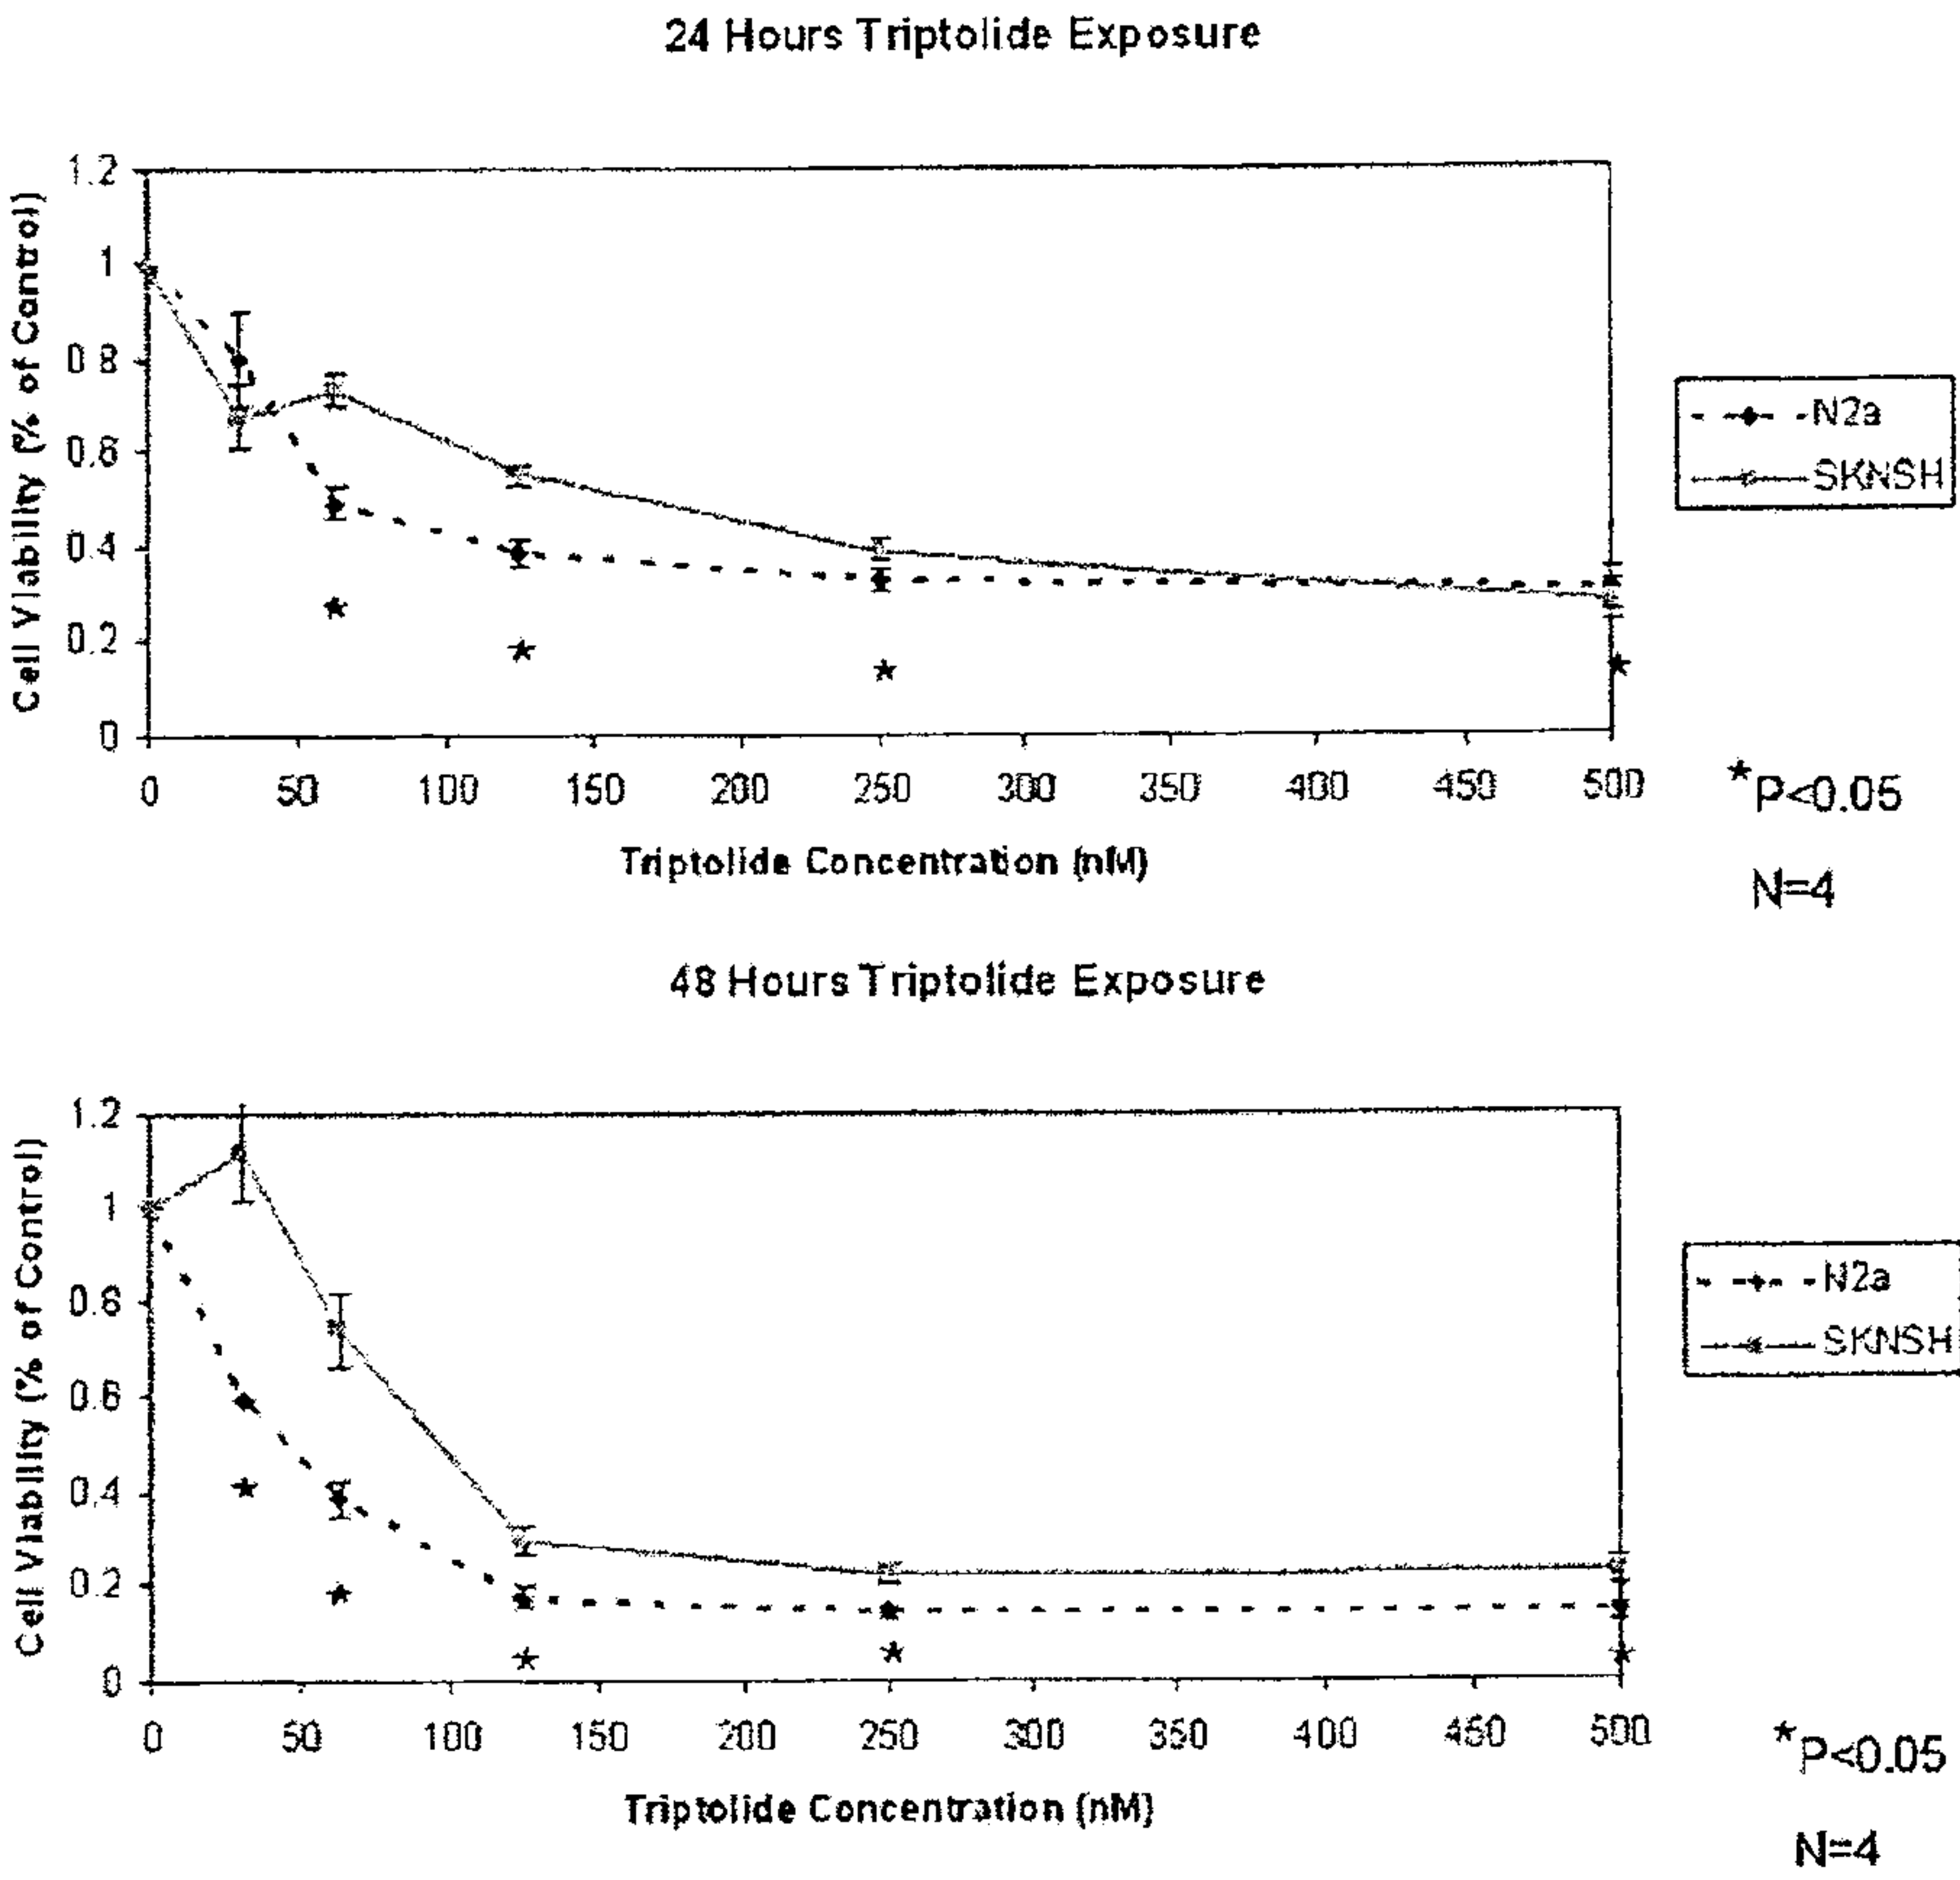 24 Hours Triptolide Exposure
Cell Viability (% of Control)
1.2
1
0.8
0.6
0.4
0.2
0
0 50 100 150 200 250 300 350 400 450 500
Triptolide Concentration (nM)
N2a
SKNSH
*P<0.05
N=4
48 Hours Triptolide Exposure
Cell Viability (% of Control)
1.2
1
0.8
0.6
0.4
0.2
0
0 50 100 150 200 250 300 350 400 450 500
Triptolide Concentration (nM)
N2a
SKNSH
*P<0.05
N=4